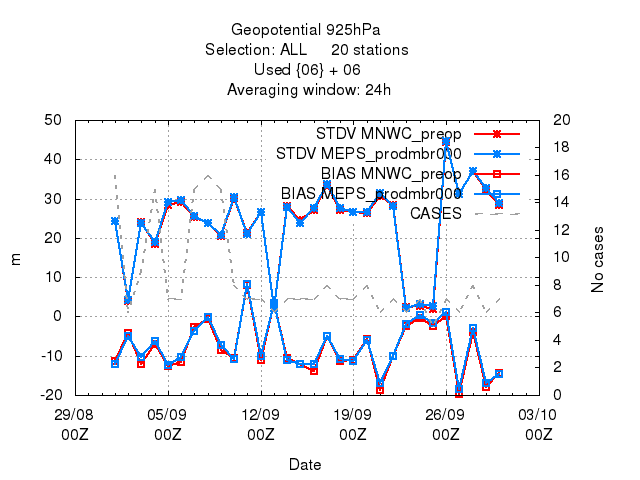 Geopotential 925hPa
Selection: ALL 20 stations
Used {06} + 06
Averaging window: 24h
50 20
STDV MNWC_preop
18
STDV MEPS_prodmbr000
40
16
BIAS MNWC_preop
30 14
BIAS MEPS_prodmbr000
CASES
12
20
m
10
No cases
10
8
0 6
4
-10
2
-20 0
29/08 05/09 12/09 19/09 26/09 03/10
00Z 00Z 00Z 00Z 00Z 00Z
Date